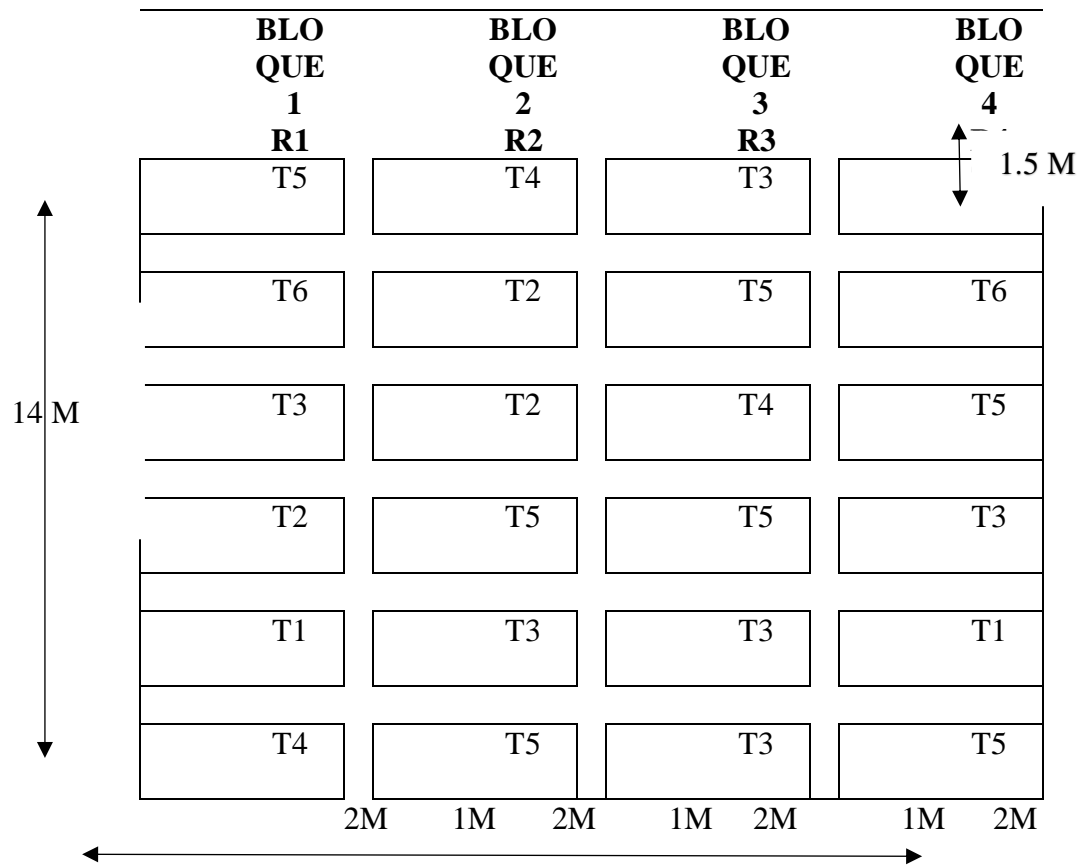 BLO BLO BLO BLO
QUE QUE QUE QUE
1 2 3 4
R1 R2 R3
1.5 M
T5 T4 T3
T6 T2 T5 T6
14 M T3 T2 T4 T5
T2 T5 T5 T3
T1 T3 T3 T1
T4 T5 T3 T5
2M 1M 2M 1M 2M 1M 2M